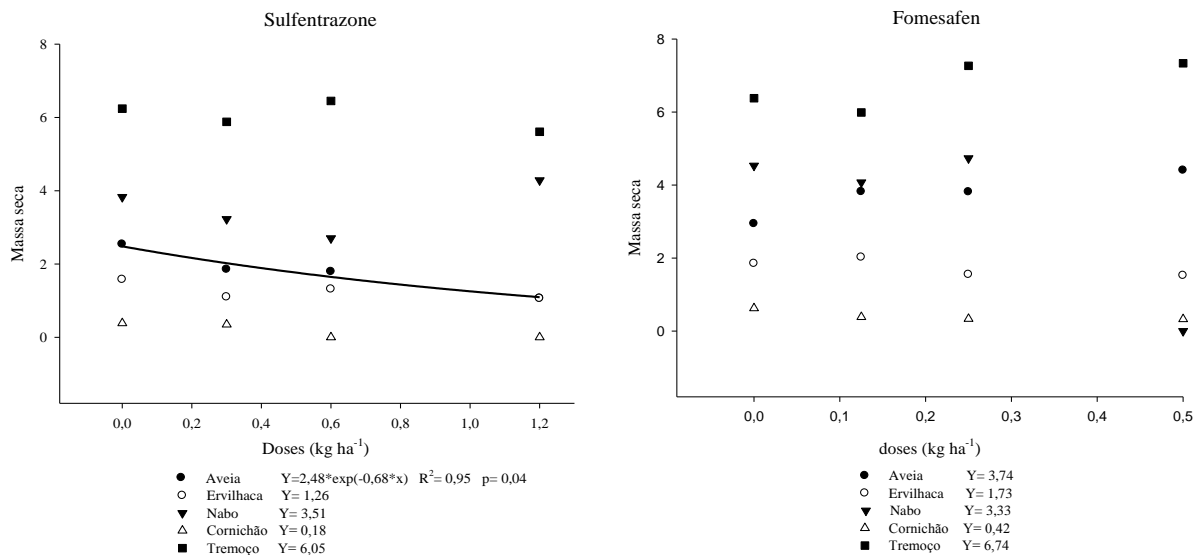 Sulfentrazone
8
6
4
2
0
Massa seca
0,0 0,2 0,4 0,6 0,8 1,0 1,2
Doses (kg ha⁻¹)
Aveia Y=2,48*exp(-0,68*x) R²= 0,95 p= 0,04
Ervilhaca Y= 1,26
Nabo Y= 3,51
Cornichão Y= 0,18
Tremoço Y= 6,05
Fomesafen
8
6
4
2
0
Massa seca
0,0 0,1 0,2 0,3 0,4 0,5
doses (kg ha⁻¹)
Aveia Y= 3,74
Ervilhaca Y= 1,73
Nabo Y= 3,33
Cornichão Y= 0,42
Tremoço Y= 6,74